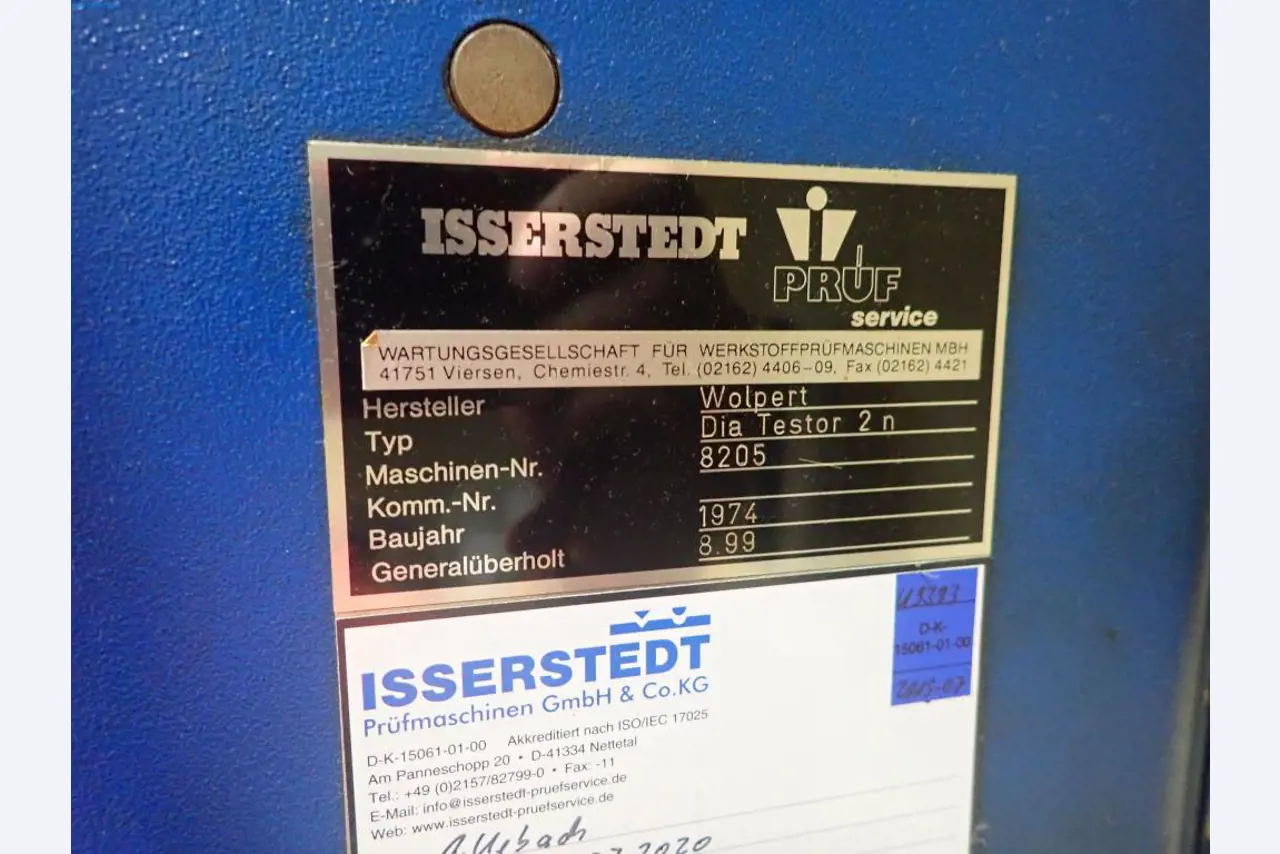 ISSERSTEDT
PRÜF
service
WARTUNGSGESELLSCHAFT FÜR WERKSTOFFPRÜFMASCHINEN MBH
41751 Viersen, Chemiestr. 4, Tel. (02162) 4406-09, Fax (02162) 4421
Hersteller Wolpert
Typ Dia Testor 2 n
Maschinen-Nr. 8205
Komm.-Nr.
Baujahr 1974
Generalüberholt 8.99
ISSERSTEDT
Prüfmaschinen GmbH & Co.KG
D-K-15061-01-00 Akkreditiert nach ISO/IEC 17025
Am Panneschopp 20 • D-41334 Nettetal
Tel.: +49 (0)2157/82799-0 • Fax: -11
E-Mail: info@isserstedt-pruefservice.de
Web: www.isserstedt-pruefservice.de
2020
D-K-
15061-01-00